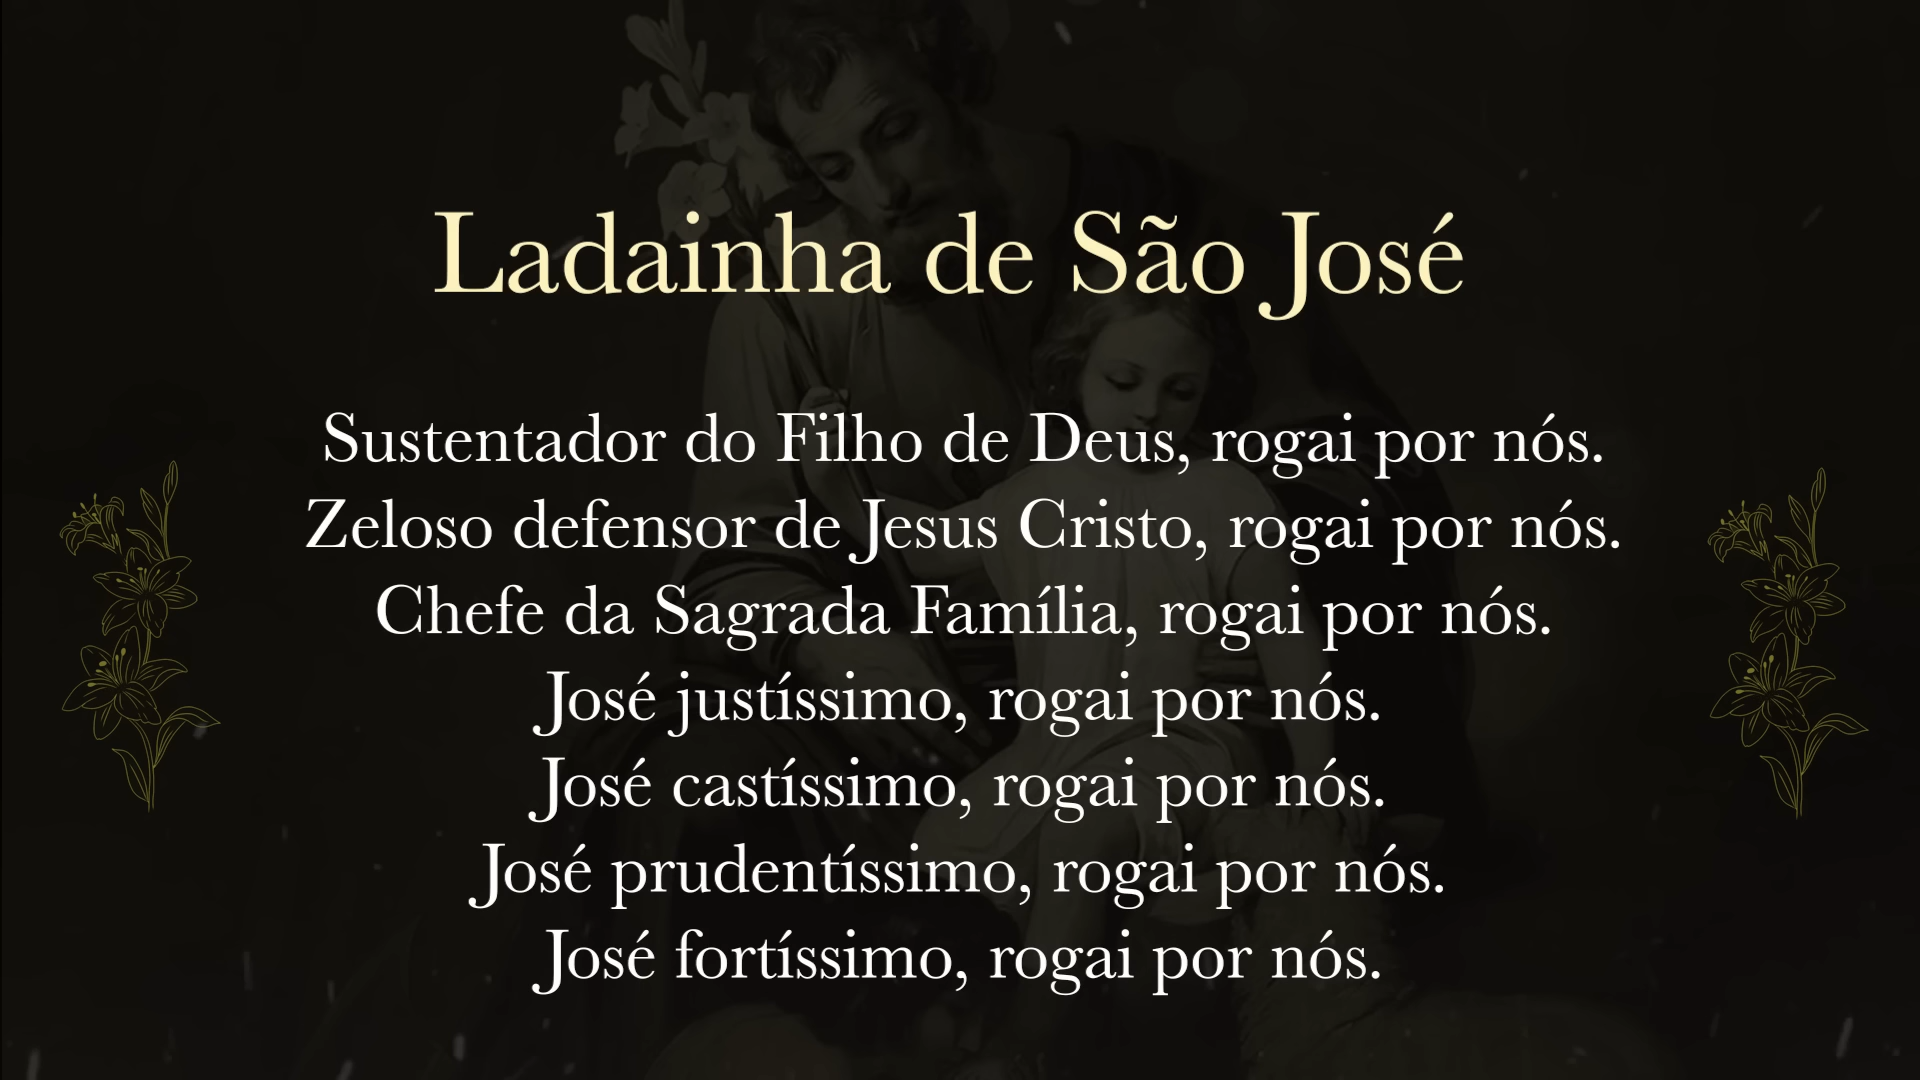 Ladainha de São José
Sustentador do Filho de Deus, rogai por nós.
Zeloso defensor de Jesus Cristo, rogai por nós.
Chefe da Sagrada Família, rogai por nós.
José justíssimo, rogai por nós.
José castíssimo, rogai por nós.
José prudentíssimo, rogai por nós.
José fortíssimo, rogai por nós.